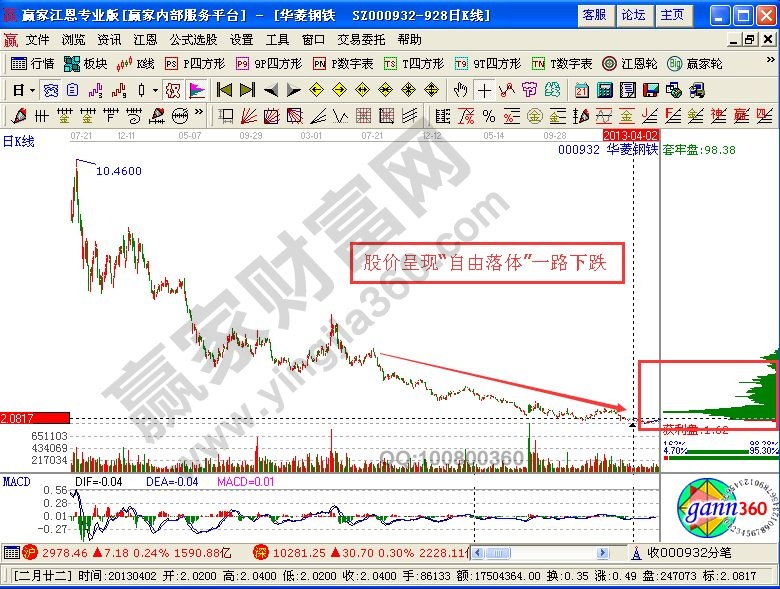 赢家江恩专业版[赢家内部服务平台] - [华菱钢铁 SZ000932-928日K线]
客服 论坛 主页
赢 文件 浏览 资讯 江恩 公式选股 设置 工具 窗口 交易委托 帮助
行情 板块 K线 P四方形 9P四方形 P数字表 T四方形 9T四方形 T数字表 江恩轮 赢家轮
日
日K线
07-21 12-11 05-07 09-29 03-01 07-21 12-12 05-14 09-28 2013-04-02
000932 华菱钢铁 套牢盘:98.38
10.4600
股价呈现“自由落体”一路下跌
赢家财富网
www.yingjia360.com
2.0817
获利盘:1.62
651103
434069
217034
QQ:100800360
1.62% 98.38%
4.70% 95.30%
MACD DIF=-0.04 DEA=-0.04 MACD=0.01
0.56
0.28
0.01
-0.27
gann360
沪 2978.46 ▲7.18 0.24% 1590.88亿 深 10281.25 ▲30.70 0.30% 2228.11亿 收000932分笔
[二月廿二] 时间:20130402 开:2.0200 高:2.0400 低:2.0200 收:2.0400 手:86133 额:17504364.00 换:0.35 涨:0.49 盘:247073 标:2.0817